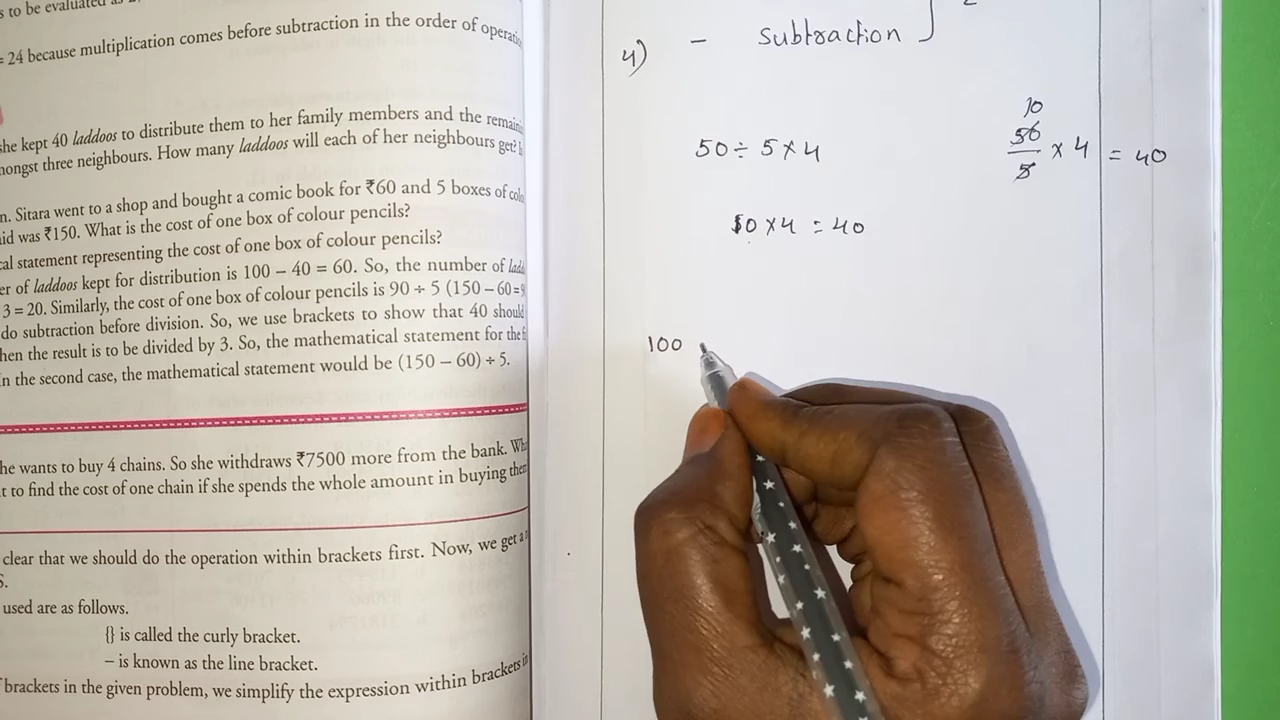 s to be evaluated as
= 24 because multiplication comes before subtraction in the order of operatio
she kept 40 laddoos to distribute them to her family members and the remain
mongst three neighbours. How many laddoos will each of her neighbours get?
n. Sitara went to a shop and bought a comic book for ₹60 and 5 boxes of colo
aid was ₹150. What is the cost of one box of colour pencils?
cal statement representing the cost of one box of colour pencils?
er of laddoos kept for distribution is 100 – 40 = 60. So, the number of ladd
3 = 20. Similarly, the cost of one box of colour pencils is 90 ÷ 5 (150 – 60 = 9
do subtraction before division. So, we use brackets to show that 40 should
hen the result is to be divided by 3. So, the mathematical statement for the f
n the second case, the mathematical statement would be (150 – 60) ÷ 5.
he wants to buy 4 chains. So she withdraws ₹7500 more from the bank. Wh
t to find the cost of one chain if she spends the whole amount in buying them
clear that we should do the operation within brackets first. Now, we get a
S.
used are as follows.
{} is called the curly bracket.
– is known as the line bracket.
brackets in the given problem, we simplify the expression within brackets in
4) – Subtraction
50 ÷ 5 × 4
10
50
5 × 4 = 40
10 × 4 = 40
100